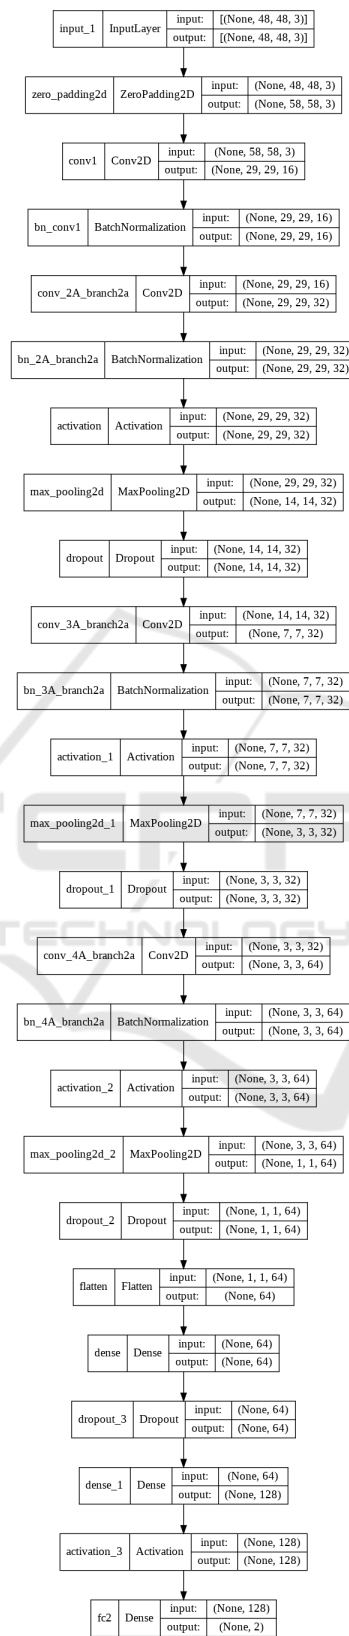 input_1 InputLayer input: [(None, 48, 48, 3)]
output: [(None, 48, 48, 3)]
zero_padding2d ZeroPadding2D input: (None, 48, 48, 3)
output: (None, 58, 58, 3)
conv1 Conv2D input: (None, 58, 58, 3)
output: (None, 29, 29, 16)
bn_conv1 BatchNormalization input: (None, 29, 29, 16)
output: (None, 29, 29, 16)
conv_2A_branch2a Conv2D input: (None, 29, 29, 16)
output: (None, 29, 29, 32)
bn_2A_branch2a BatchNormalization input: (None, 29, 29, 32)
output: (None, 29, 29, 32)
activation Activation input: (None, 29, 29, 32)
output: (None, 29, 29, 32)
max_pooling2d MaxPooling2D input: (None, 29, 29, 32)
output: (None, 14, 14, 32)
dropout Dropout input: (None, 14, 14, 32)
output: (None, 14, 14, 32)
conv_3A_branch2a Conv2D input: (None, 14, 14, 32)
output: (None, 7, 7, 32)
bn_3A_branch2a BatchNormalization input: (None, 7, 7, 32)
output: (None, 7, 7, 32)
activation_1 Activation input: (None, 7, 7, 32)
output: (None, 7, 7, 32)
max_pooling2d_1 MaxPooling2D input: (None, 7, 7, 32)
output: (None, 3, 3, 32)
dropout_1 Dropout input: (None, 3, 3, 32)
output: (None, 3, 3, 32)
TECHNOLOGY
conv_4A_branch2a Conv2D input: (None, 3, 3, 32)
output: (None, 3, 3, 64)
bn_4A_branch2a BatchNormalization input: (None, 3, 3, 64)
output: (None, 3, 3, 64)
activation_2 Activation input: (None, 3, 3, 64)
output: (None, 3, 3, 64)
max_pooling2d_2 MaxPooling2D input: (None, 3, 3, 64)
output: (None, 1, 1, 64)
dropout_2 Dropout input: (None, 1, 1, 64)
output: (None, 1, 1, 64)
flatten Flatten input: (None, 1, 1, 64)
output: (None, 64)
dense Dense input: (None, 64)
output: (None, 64)
dropout_3 Dropout input: (None, 64)
output: (None, 64)
dense_1 Dense input: (None, 64)
output: (None, 128)
activation_3 Activation input: (None, 128)
output: (None, 128)
fc2 Dense input: (None, 128)
output: (None, 2)